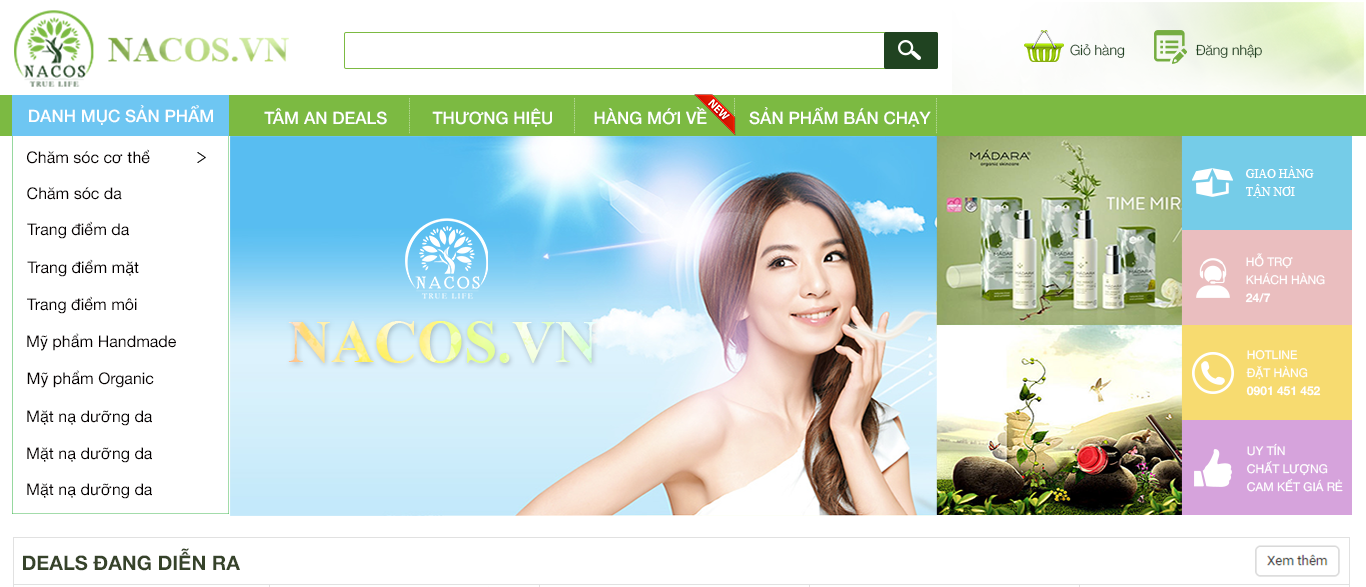 NACOS
TRUE LIFE
NACOS.VN
Giỏ hàng
Đăng nhập
DANH MỤC SẢN PHẨM
TÂM AN DEALS
THƯƠNG HIỆU
HÀNG MỚI VỀ
NEW
SẢN PHẨM BÁN CHẠY
Chăm sóc cơ thể
Chăm sóc da
Trang điểm da
Trang điểm mặt
Trang điểm môi
Mỹ phẩm Handmade
Mỹ phẩm Organic
Mặt nạ dưỡng da
Mặt nạ dưỡng da
Mặt nạ dưỡng da
NACOS
TRUE LIFE
NACOS.VN
MÁDARA
organic skincare
TIME MIR
MÁDARA
MÁDARA
GIAO HÀNG
TẬN NƠI
HỖ TRỢ
KHÁCH HÀNG
24/7
HOTLINE
ĐẶT HÀNG
0901 451 452
UY TÍN
CHẤT LƯỢNG
CAM KẾT GIÁ RẺ
DEALS ĐANG DIỄN RA
Xem thêm